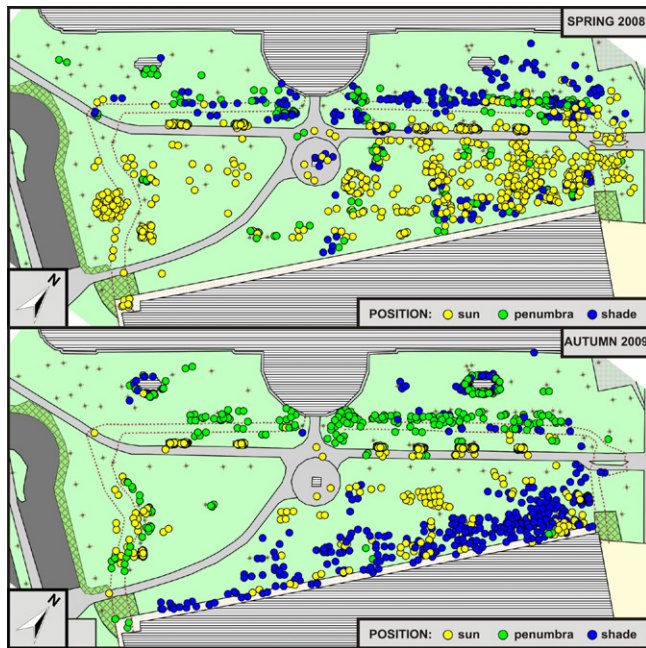 SPRING 2008
N
POSITION: sun penumbra shade
AUTUMN 2009
N
POSITION: sun penumbra shade